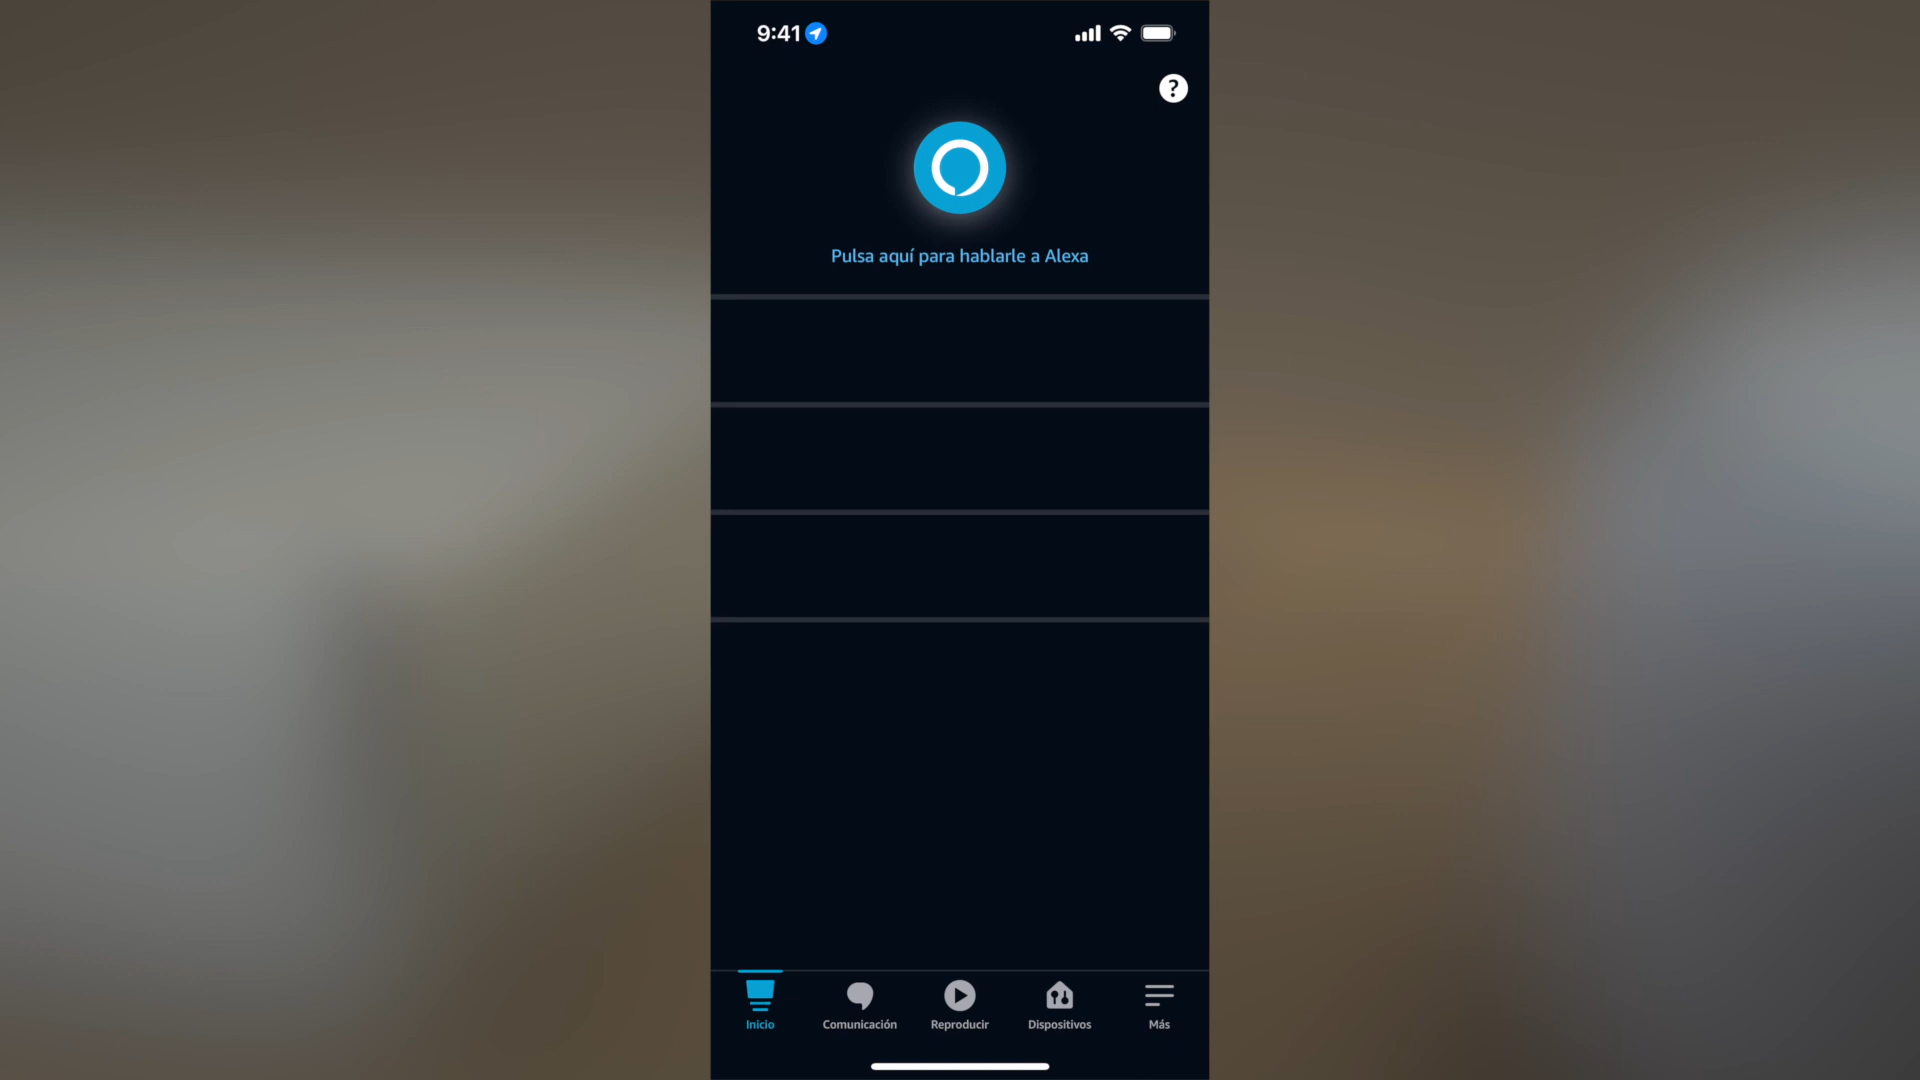 9:41
?
Pulsa aquí para hablarle a Alexa
Inicio
Comunicación
Reproducir
Dispositivos
Más